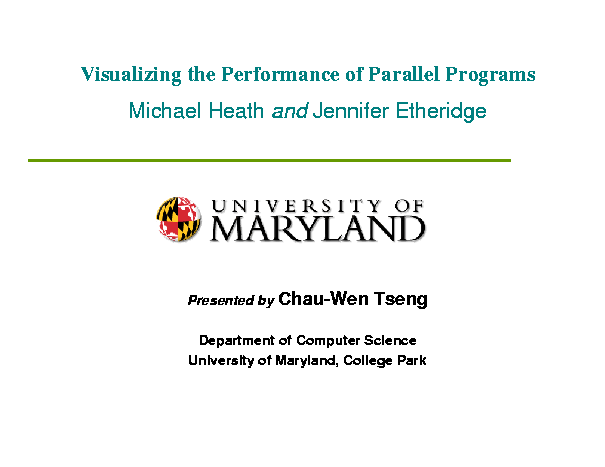 Visualizing the Performance of Parallel Programs
Michael Heath and Jennifer Etheridge
UNIVERSITY OF
MARYLAND
Presented by Chau-Wen Tseng
Department of Computer Science
University of Maryland, College Park